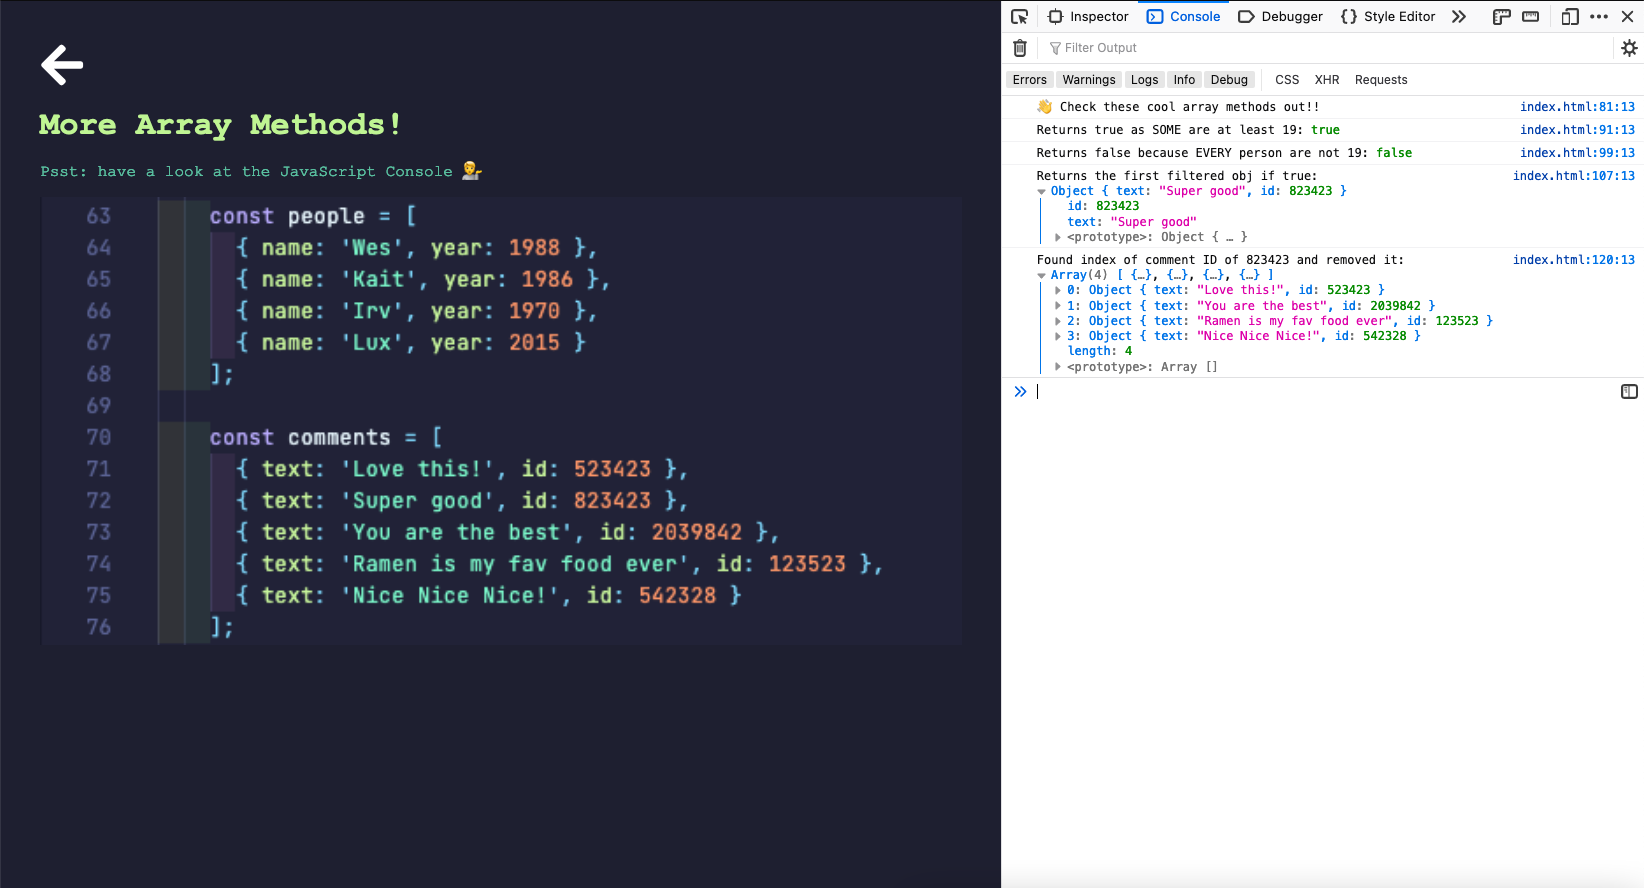 More Array Methods!
Psst: have a look at the JavaScript Console 💁
63 const people = [
64 { name: 'Wes', year: 1988 },
65 { name: 'Kait', year: 1986 },
66 { name: 'Irv', year: 1970 },
67 { name: 'Lux', year: 2015 }
68 ];
69
70 const comments = [
71 { text: 'Love this!', id: 523423 },
72 { text: 'Super good', id: 823423 },
73 { text: 'You are the best', id: 2039842 },
74 { text: 'Ramen is my fav food ever', id: 123523 },
75 { text: 'Nice Nice Nice!', id: 542328 }
76 ];
Inspector Console Debugger {} Style Editor
Filter Output
Errors Warnings Logs Info Debug CSS XHR Requests
👋 Check these cool array methods out!! index.html:81:13
Returns true as SOME are at least 19: true index.html:91:13
Returns false because EVERY person are not 19: false index.html:99:13
Returns the first filtered obj if true: index.html:107:13
Object { text: "Super good", id: 823423 }
id: 823423
text: "Super good"
<prototype>: Object { … }
Found index of comment ID of 823423 and removed it: index.html:120:13
Array(4) [ {…}, {…}, {…}, {…} ]
0: Object { text: "Love this!", id: 523423 }
1: Object { text: "You are the best", id: 2039842 }
2: Object { text: "Ramen is my fav food ever", id: 123523 }
3: Object { text: "Nice Nice Nice!", id: 542328 }
length: 4
<prototype>: Array []